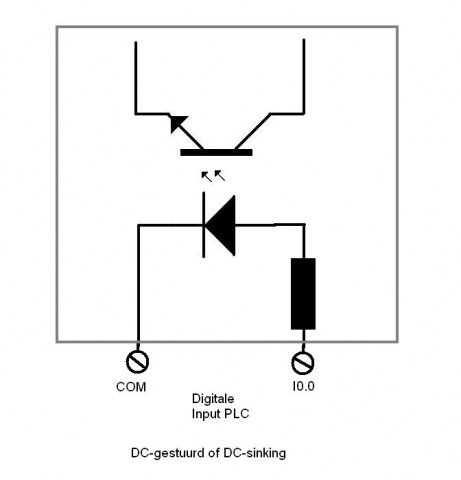 COM
I0.0
Digitale
Input PLC
DC-gestuurd of DC-sinking